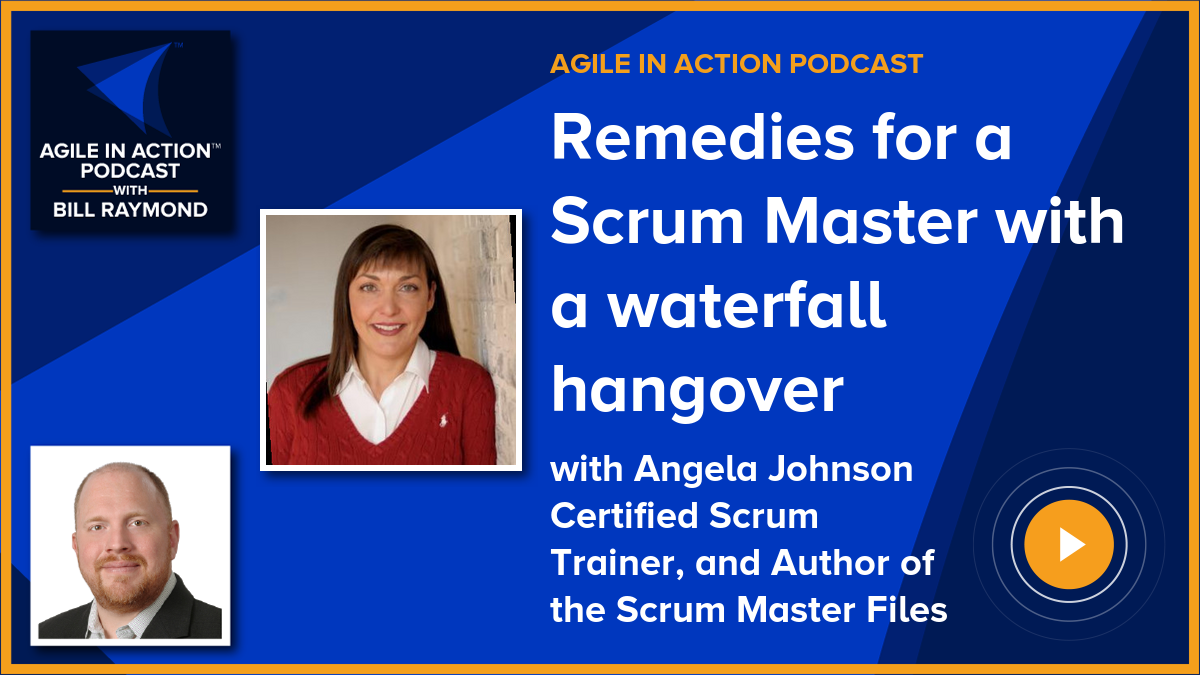 AGILE IN ACTION™
PODCAST
WITH
BILL RAYMOND
AGILE IN ACTION PODCAST
Remedies for a
Scrum Master with
a waterfall
hangover
with Angela Johnson
Certified Scrum
Trainer, and Author of
the Scrum Master Files
TM